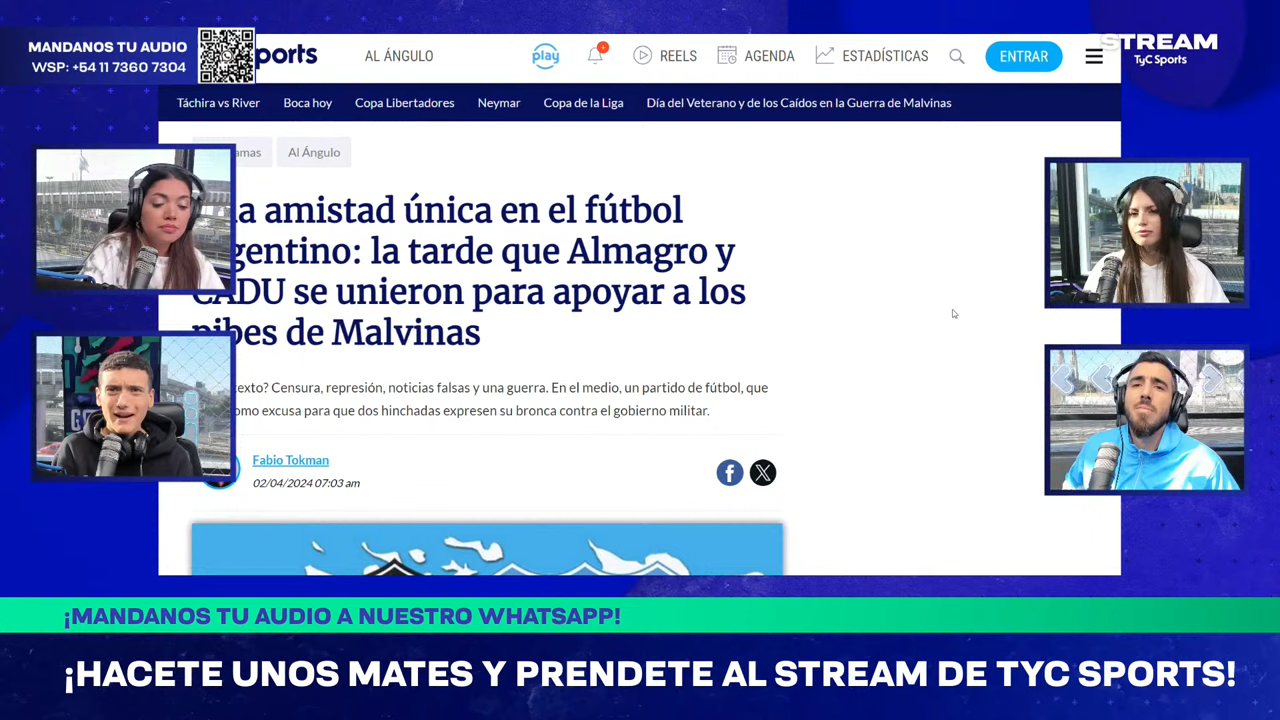 MANDANOS TU AUDIO
WSP: +54 11 7360 7304
ports
AL ÁNGULO
play
REELS
AGENDA
ESTADÍSTICAS
ENTRAR
STREAM
TyC Sports
Táchira vs River
Boca hoy
Copa Libertadores
Neymar
Copa de la Liga
Día del Veterano y de los Caídos en la Guerra de Malvinas
amas
Al Ángulo
a amistad única en el fútbol
gentino: la tarde que Almagro y
CADU se unieron para apoyar a los
pibes de Malvinas
exto? Censura, represión, noticias falsas y una guerra. En el medio, un partido de fútbol, que
omo excusa para que dos hinchadas expresen su bronca contra el gobierno militar.
Fabio Tokman
02/04/2024 07:03 am
¡MANDANOS TU AUDIO A NUESTRO WHATSAPP!
¡HACETE UNOS MATES Y PRENDETE AL STREAM DE TYC SPORTS!